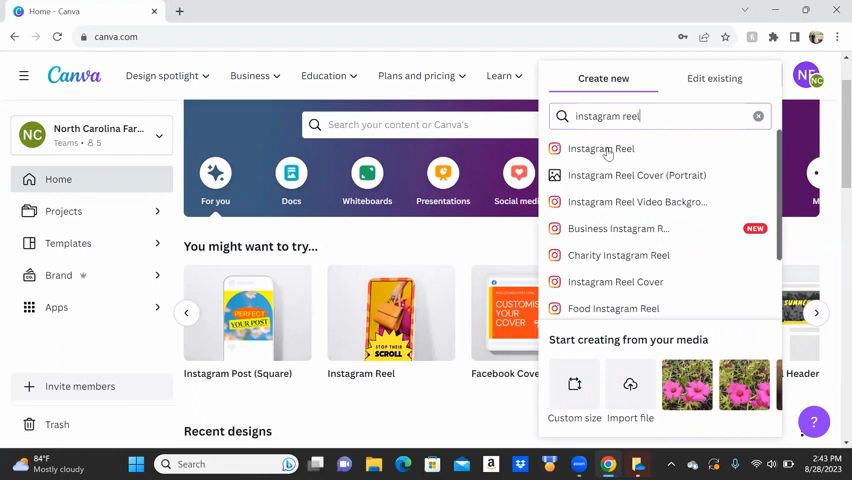 Home - Canva
canva.com
Canva
Design spotlight
Business
Education
Plans and pricing
Learn
NF
NC
NC
North Carolina Far...
Teams • 5
Home
Projects
Templates
Brand
Apps
Invite members
Trash
Search your content or Canva's
For you
Docs
Whiteboards
Presentations
Social medi
You might want to try...
PERFECT
YOUR POST
STOP THEIR
SCROLL
CUSTOMIS
YOUR
COVER
Instagram Post (Square)
Instagram Reel
Facebook Cove
Header
Recent designs
Create new
Edit existing
instagram reel
Instagram Reel
Instagram Reel Cover (Portrait)
Instagram Reel Video Backgro...
Business Instagram R...
NEW
Charity Instagram Reel
Instagram Reel Cover
Food Instagram Reel
Start creating from your media
Custom size
Import file
?
84°F
Mostly cloudy
Search
2:43 PM
8/28/2023